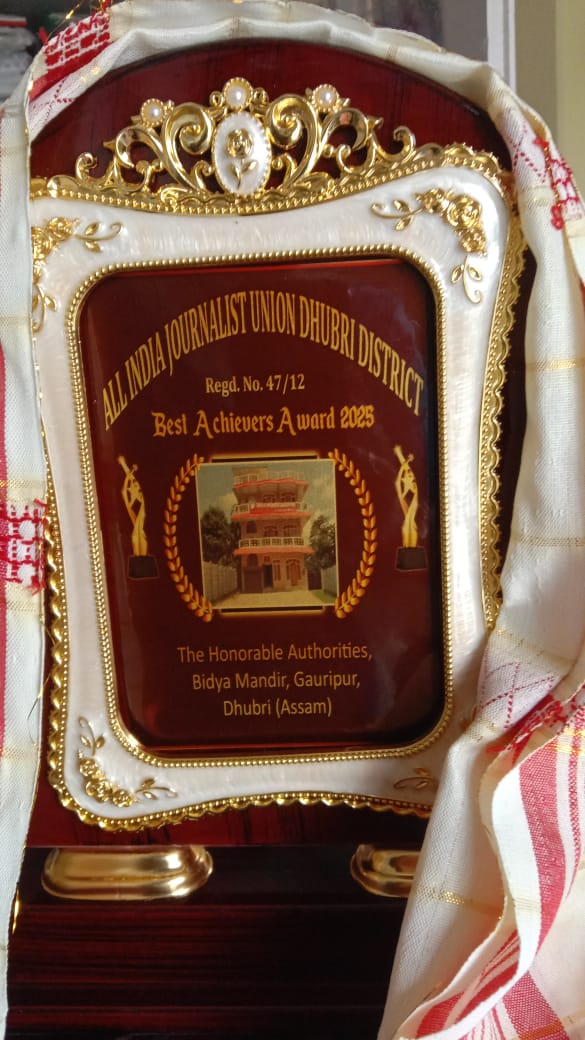 ALL INDIA JOURNALIST UNION DHUBRI DISTRICT
Regd. No. 47/12
Best Achievers Award 2025
The Honorable Authorities,
Bidya Mandir, Gauripur,
Dhubri (Assam)